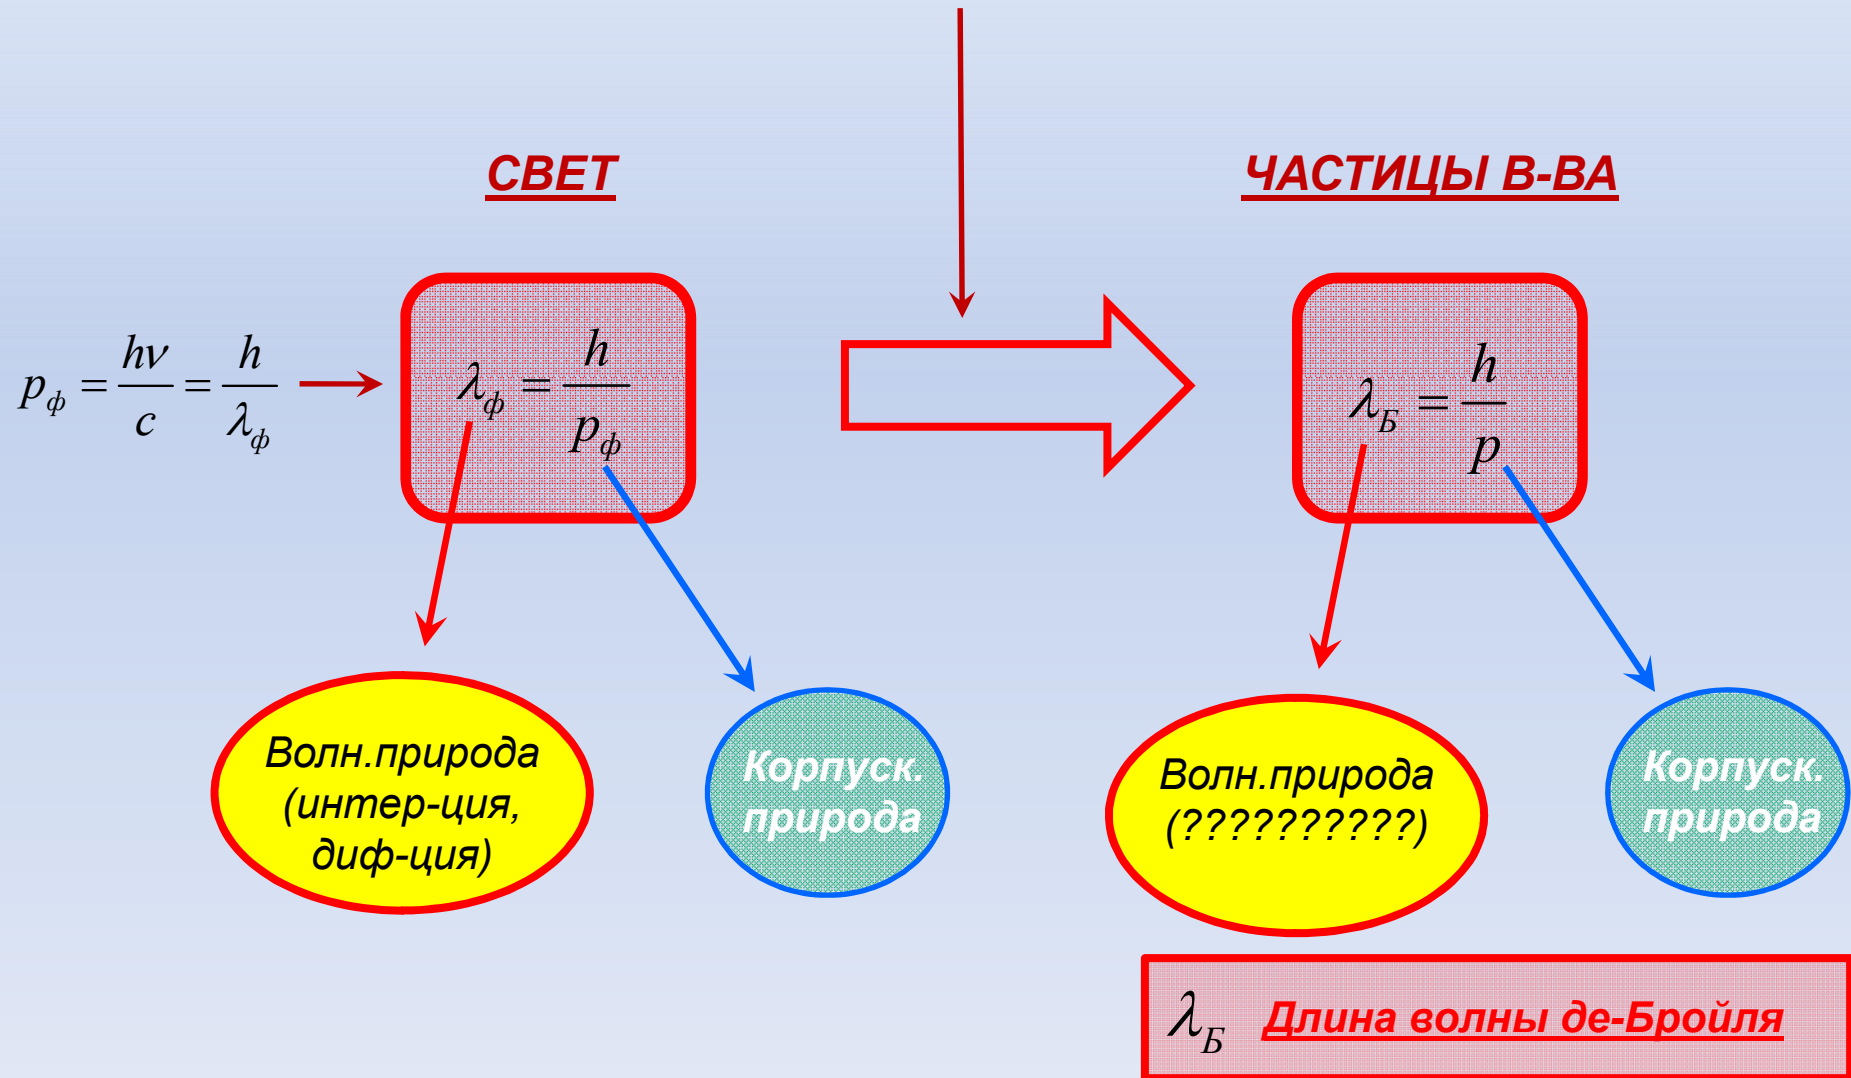 СВЕТ
ЧАСТИЦЫ В-ВА
p_ф = hν/c = h/λ_ф
λ_ф = h/p_ф
λ_Б = h/p
Волн.природа
(интер-ция,
диф-ция)
Корпуск.
природа
Волн.природа
(??????????)
Корпуск.
природа
λ_Б Длина волны де-Бройля